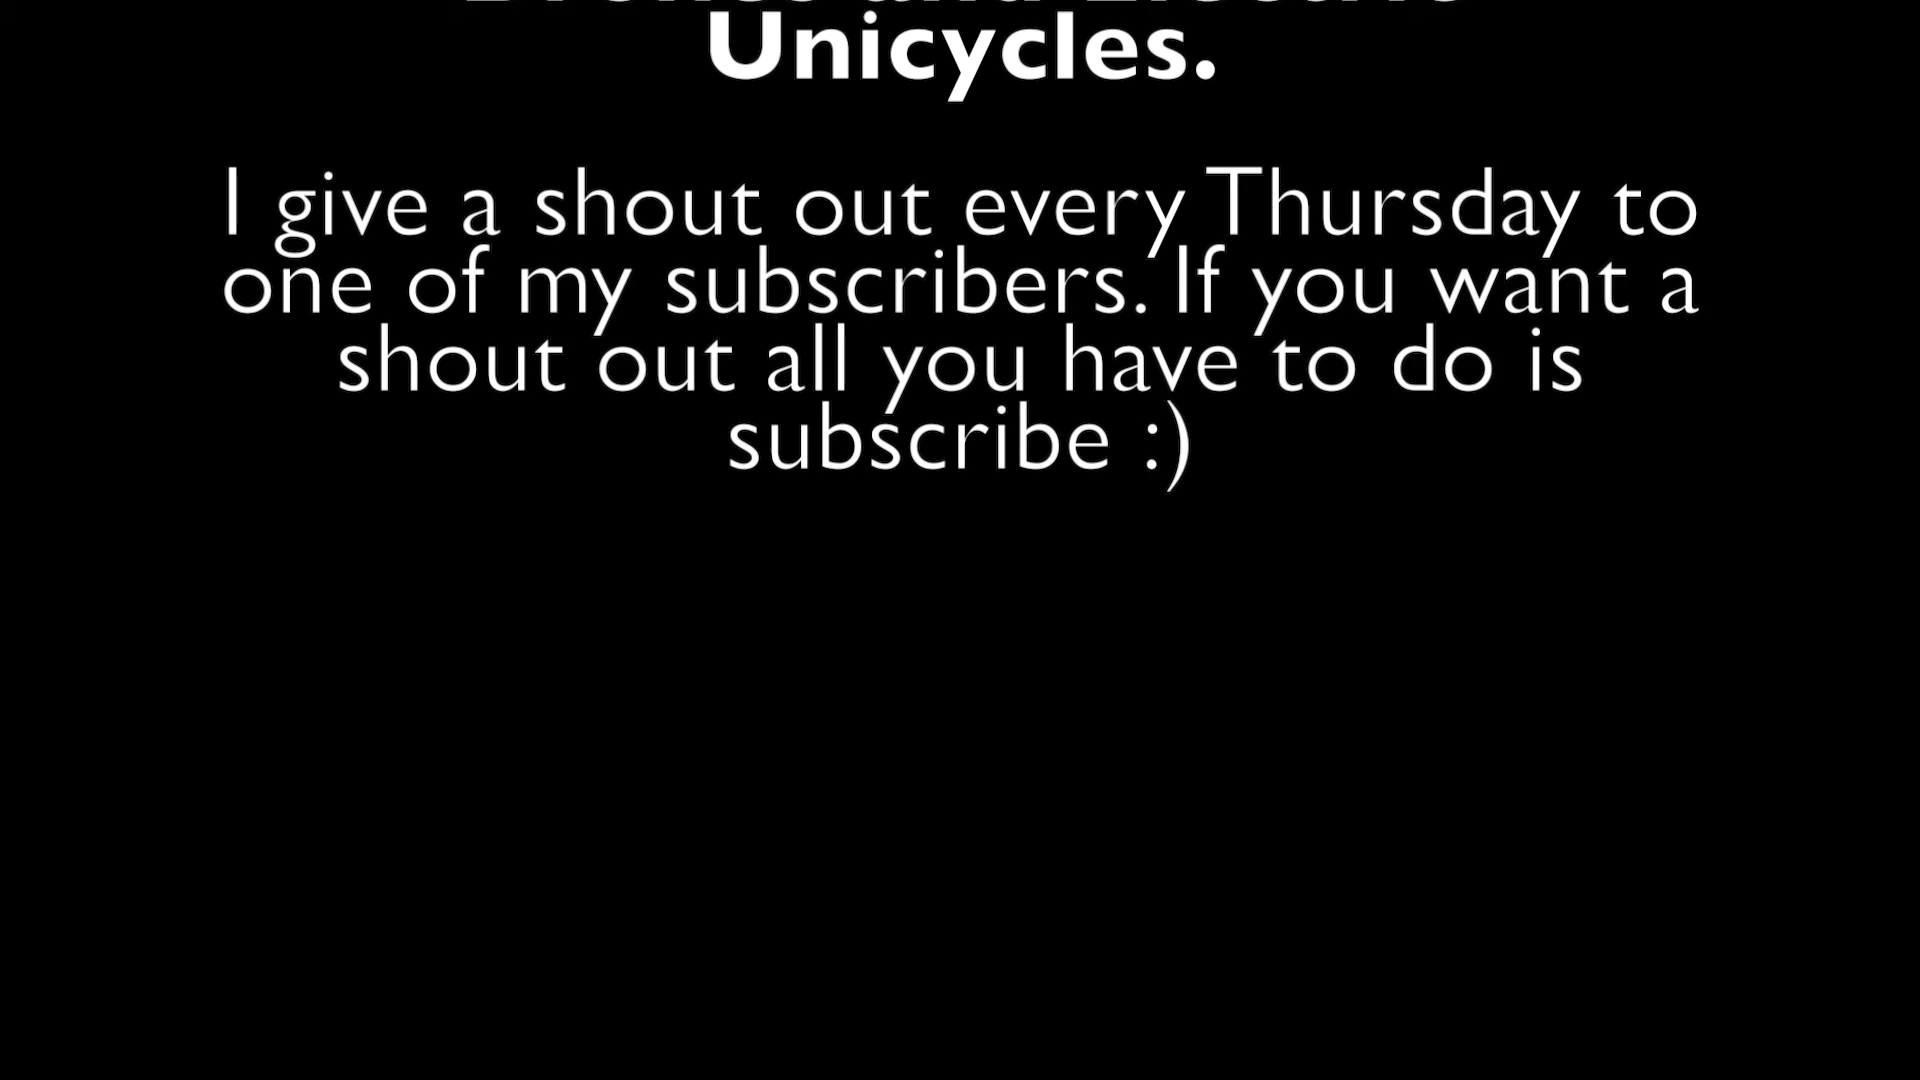 Unicycles.
I give a shout out every Thursday to
one of my subscribers. If you want a
shout out all you have to do is
subscribe :)